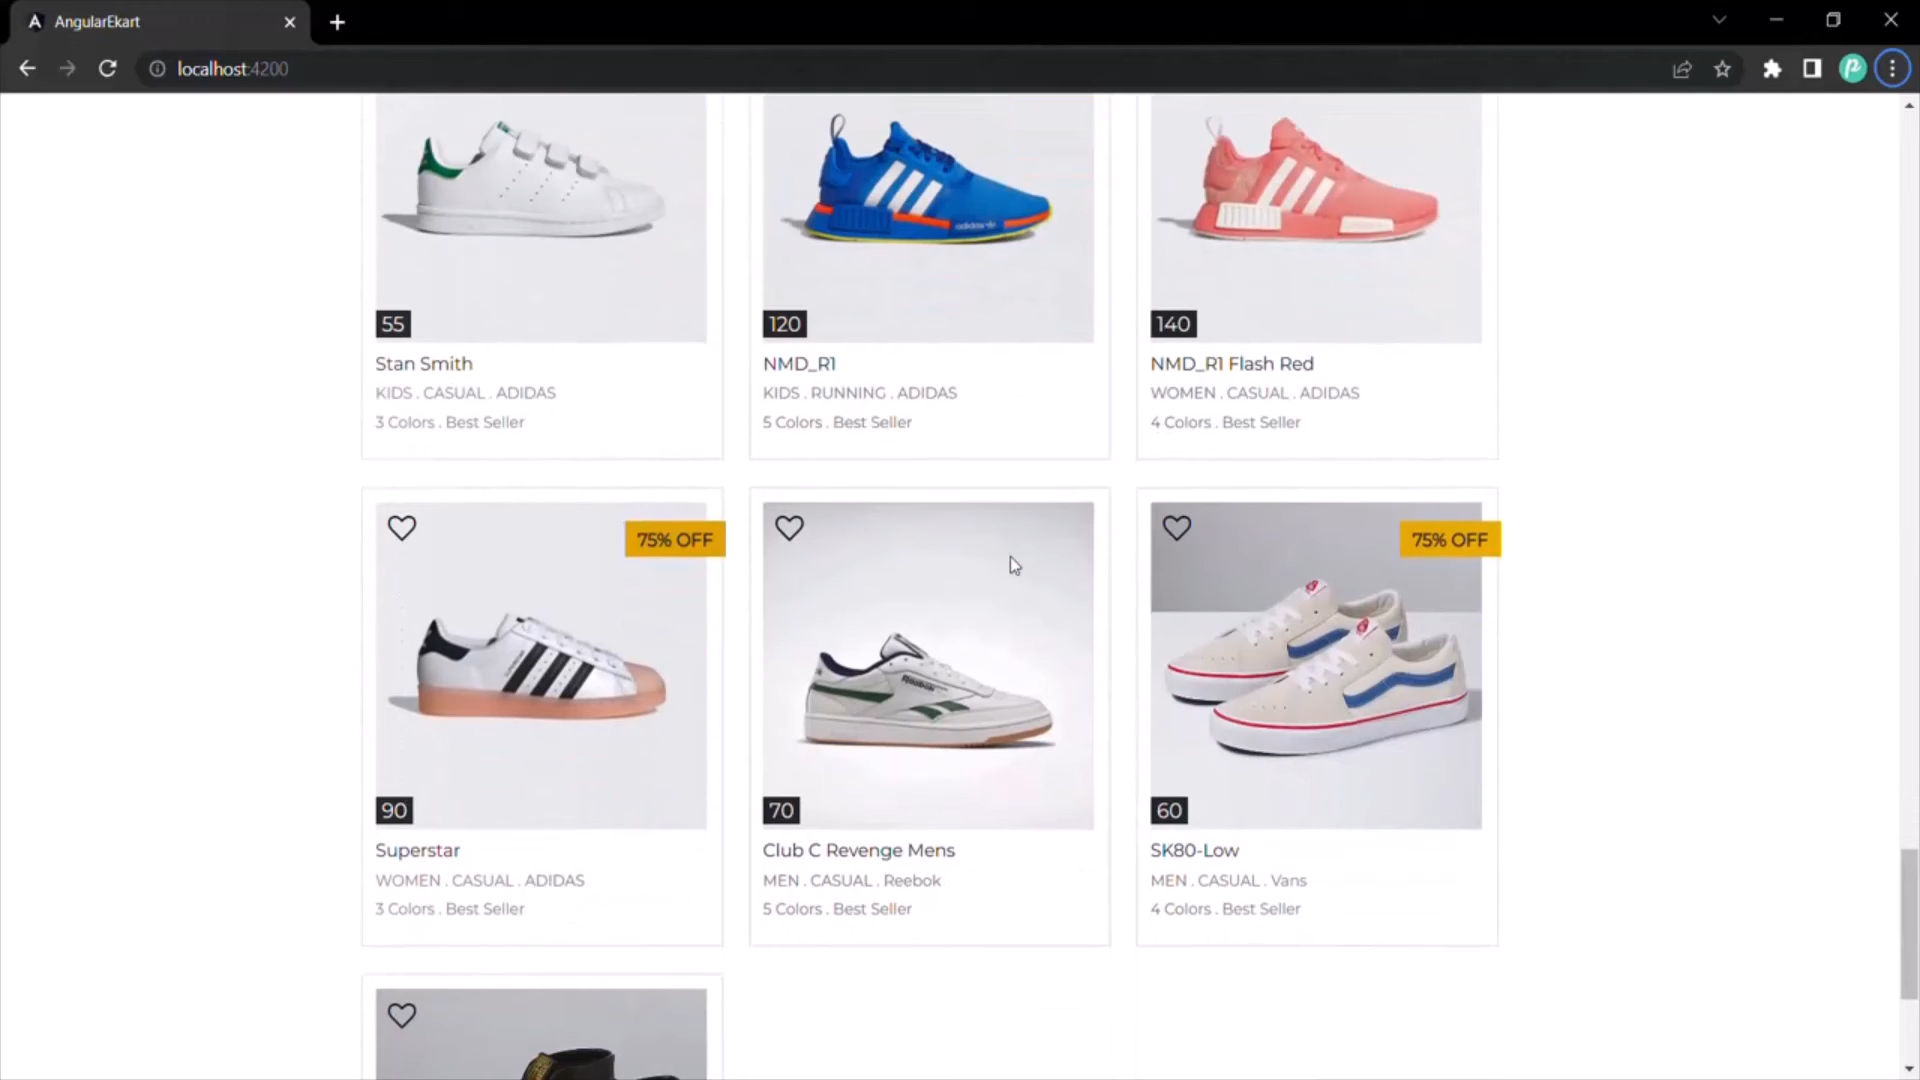 AngularEkart
localhost:4200
55
120
140
Stan Smith
NMD_R1
NMD_R1 Flash Red
KIDS . CASUAL . ADIDAS
KIDS . RUNNING . ADIDAS
WOMEN . CASUAL . ADIDAS
3 Colors . Best Seller
5 Colors . Best Seller
4 Colors . Best Seller
75% OFF
75% OFF
Reebok
90
70
60
Superstar
Club C Revenge Mens
SK80-Low
WOMEN . CASUAL . ADIDAS
MEN . CASUAL . Reebok
MEN . CASUAL . Vans
3 Colors . Best Seller
5 Colors . Best Seller
4 Colors . Best Seller